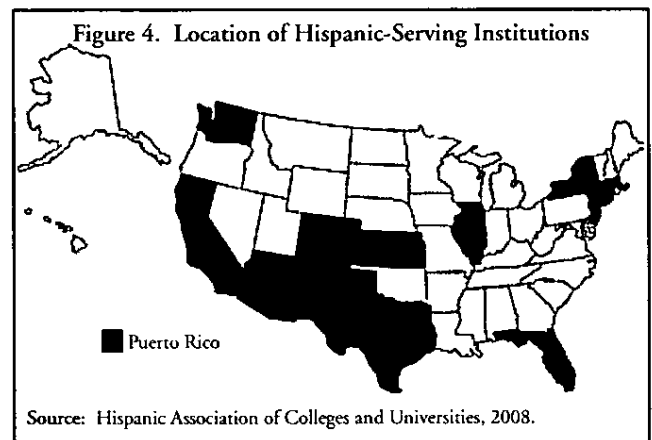 Figure 4. Location of Hispanic-Serving Institutions
Puerto Rico
Source: Hispanic Association of Colleges and Universities, 2008.